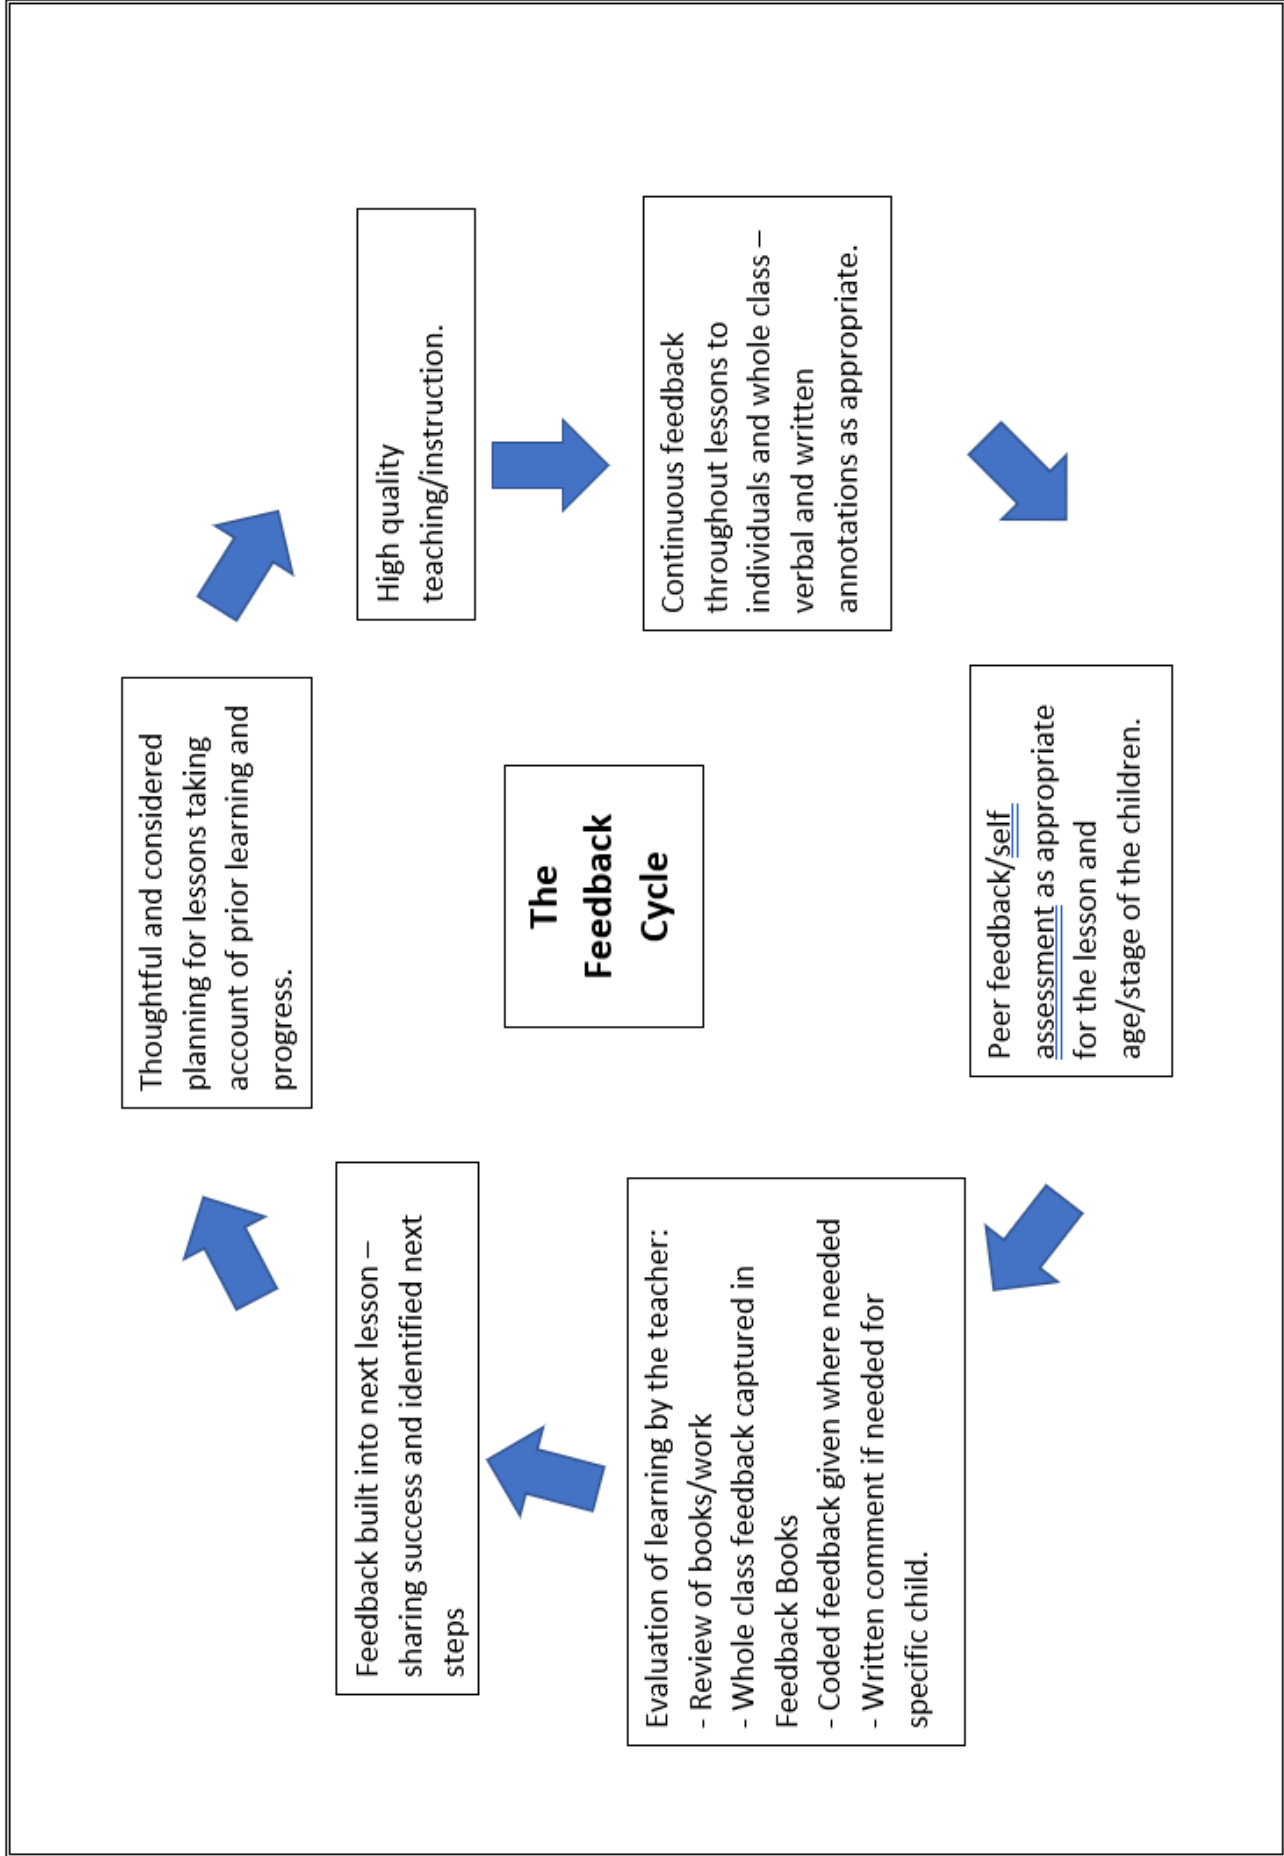 Thoughtful and considered
planning for lessons taking
account of prior learning and
progress.
High quality
teaching/instruction.
Continuous feedback
throughout lessons to
individuals and whole class –
verbal and written
annotations as appropriate.
Peer feedback/self
assessment as appropriate
for the lesson and
age/stage of the children.
Evaluation of learning by the teacher:
- Review of books/work
- Whole class feedback captured in
Feedback Books
- Coded feedback given where needed
- Written comment if needed for
specific child.
Feedback built into next lesson –
sharing success and identified next
steps
The
Feedback
Cycle